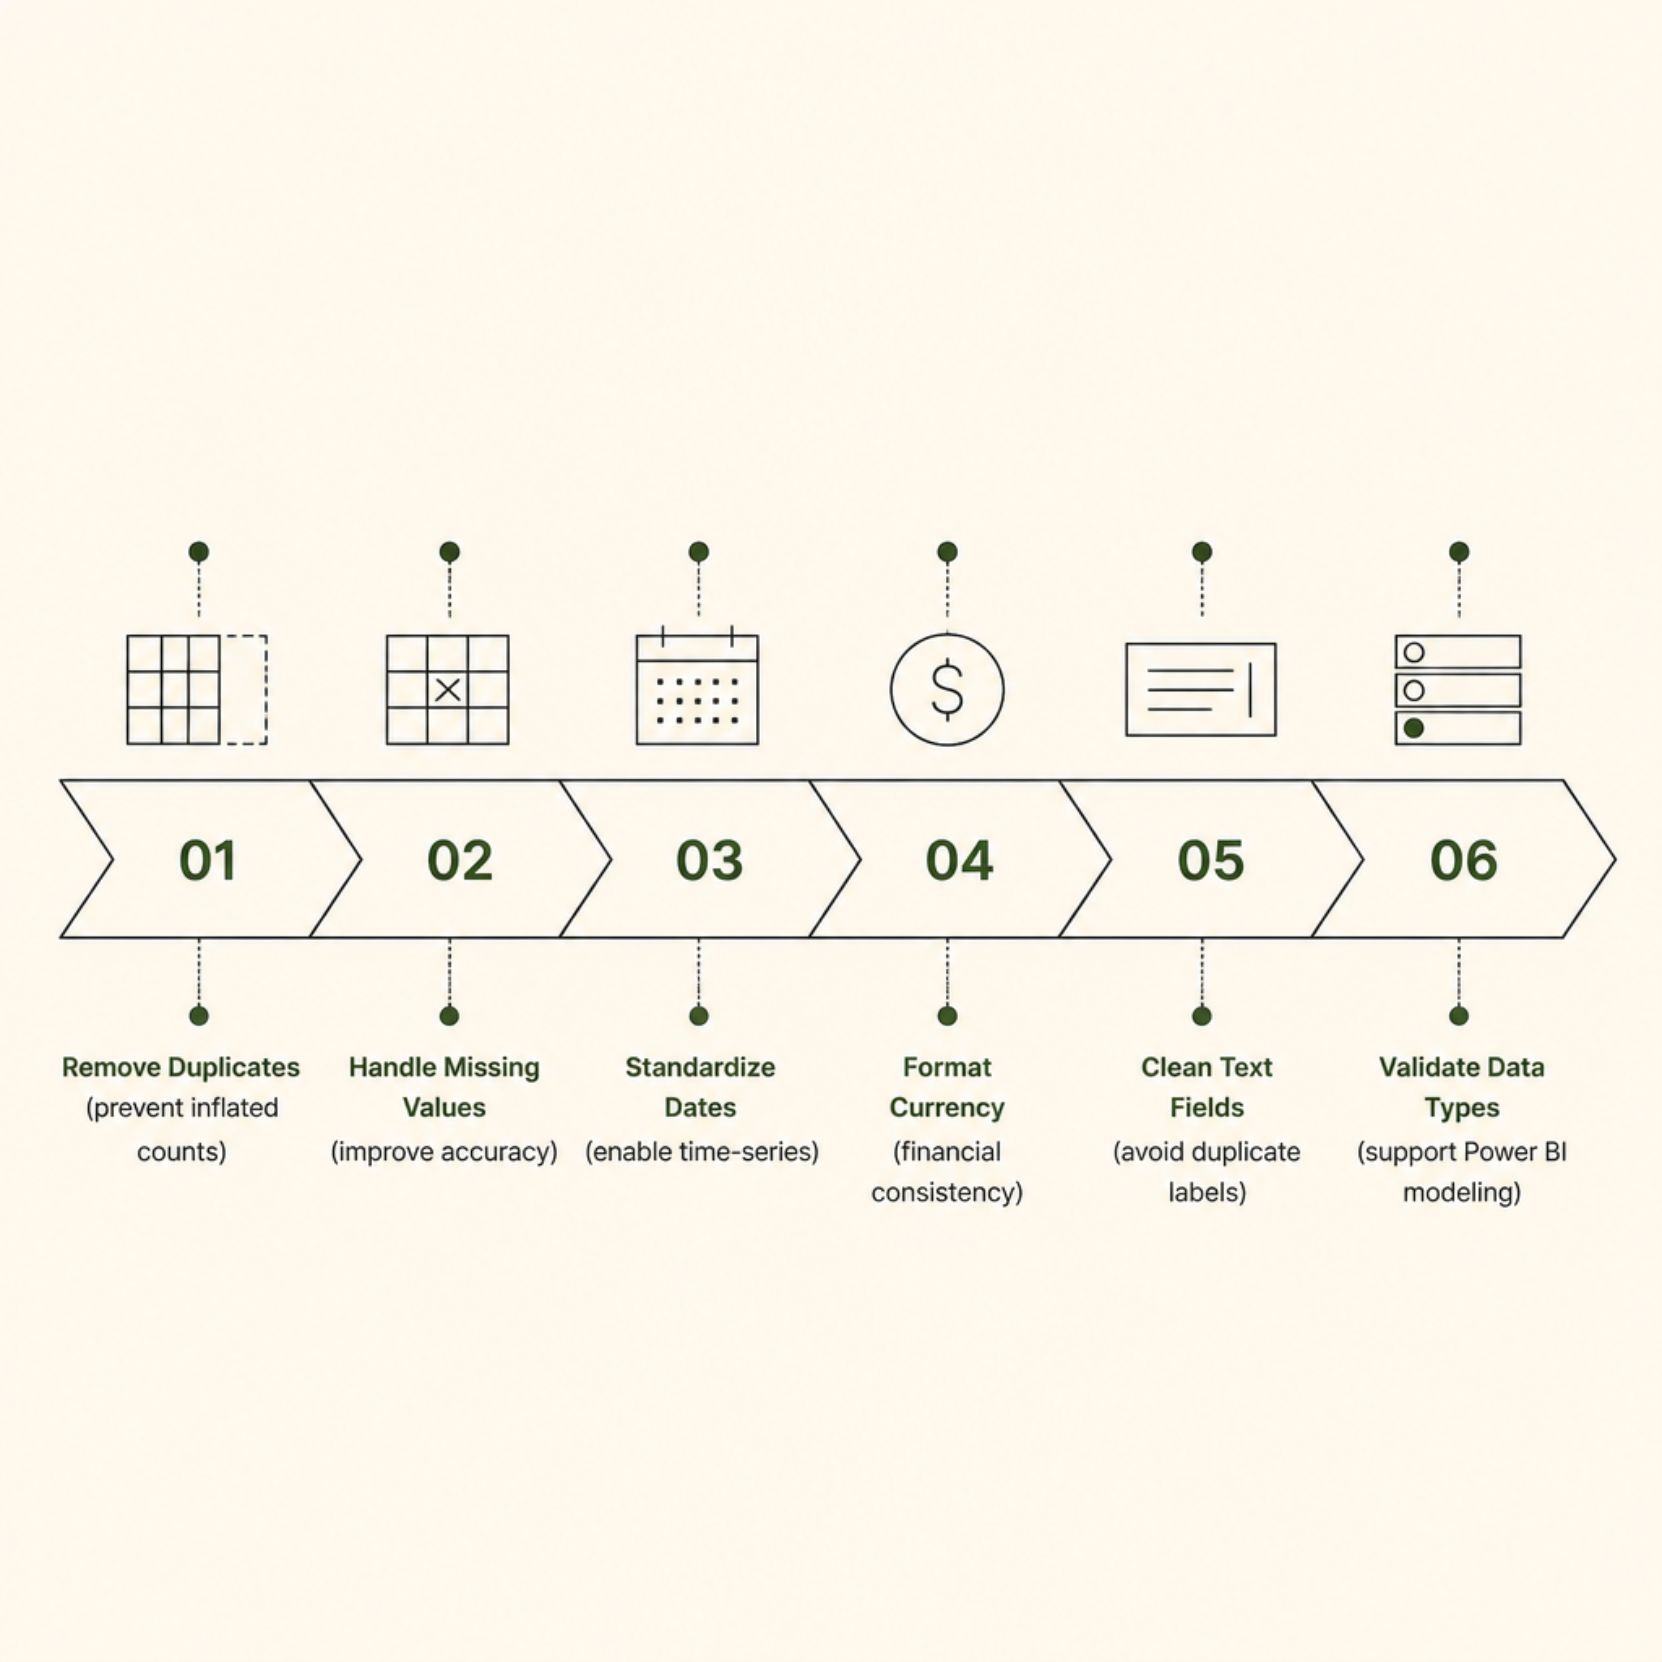 01
02
03
04
05
06
Remove Duplicates
(prevent inflated
counts)
Handle Missing
Values
(improve accuracy)
Standardize
Dates
(enable time-series)
Format
Currency
(financial
consistency)
Clean Text
Fields
(avoid duplicate
labels)
Validate Data
Types
(support Power BI
modeling)